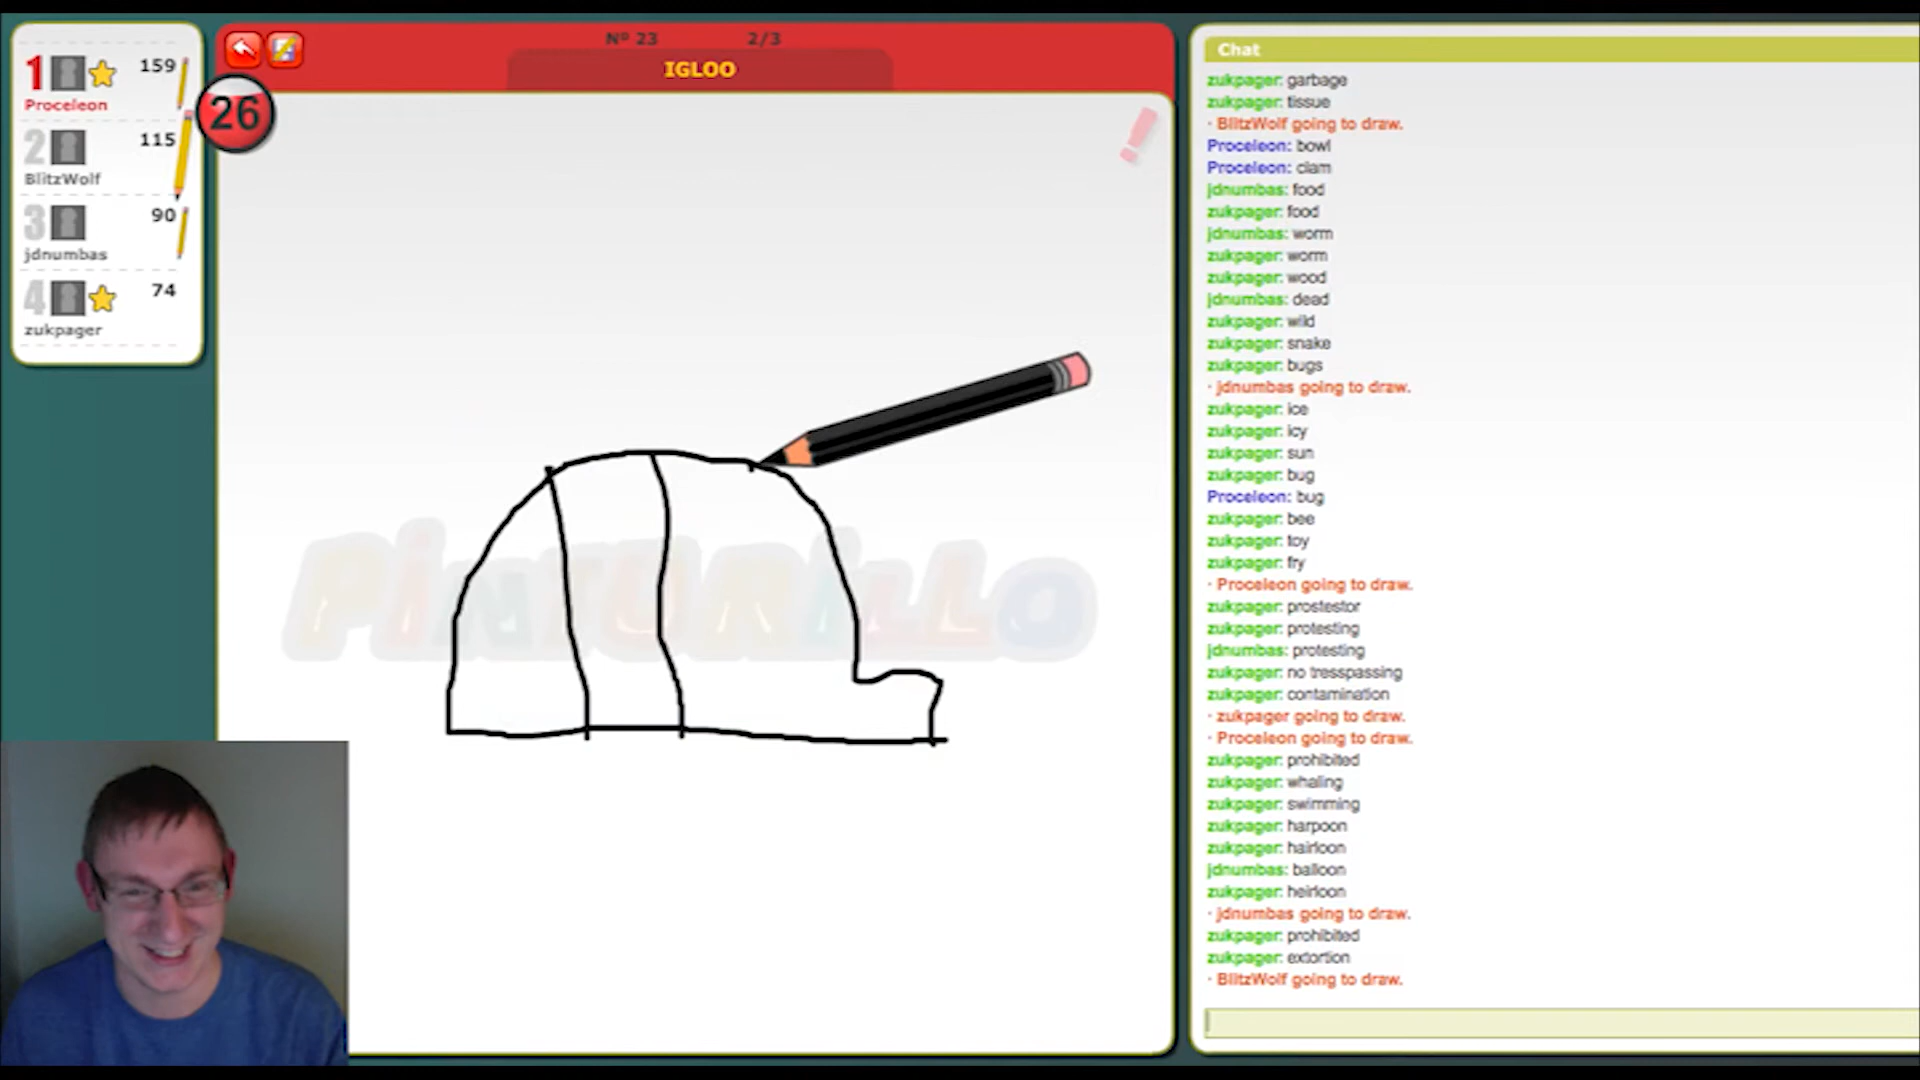 1 159
Proceleon
2 115
BlitzWolf
3 90
jdnumbas
4 74
zukpager
26
Nº 23 2/3
IGLOO
!
PiNTURiLLO
Chat
zukpager: garbage
zukpager: tissue
· BlitzWolf going to draw.
Proceleon: bowl
Proceleon: clam
jdnumbas: food
zukpager: food
jdnumbas: worm
zukpager: worm
zukpager: wood
jdnumbas: dead
zukpager: wild
zukpager: snake
zukpager: bugs
· jdnumbas going to draw.
zukpager: ice
zukpager: icy
zukpager: sun
zukpager: bug
Proceleon: bug
zukpager: bee
zukpager: toy
zukpager: fry
· Proceleon going to draw.
zukpager: prostestor
zukpager: protesting
jdnumbas: protesting
zukpager: no tresspassing
zukpager: contamination
· zukpager going to draw.
· Proceleon going to draw.
zukpager: prohibited
zukpager: whaling
zukpager: swimming
zukpager: harpoon
zukpager: hairloon
jdnumbas: balloon
zukpager: heirloon
· jdnumbas going to draw.
zukpager: prohibited
zukpager: extortion
· BlitzWolf going to draw.